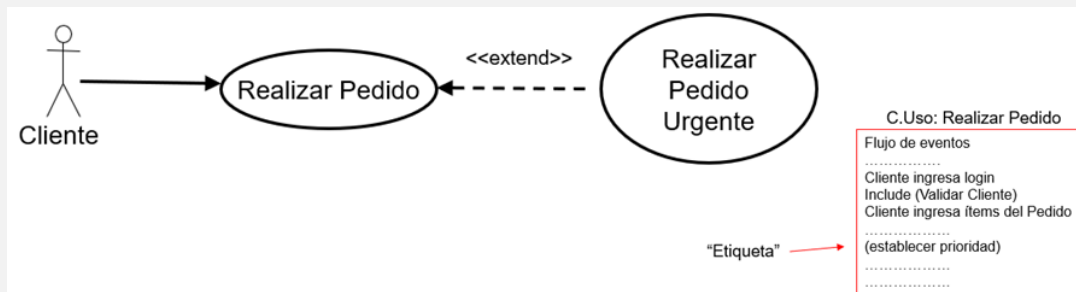 Cliente
Realizar Pedido
<<extend>>
Realizar
Pedido
Urgente
C.Uso: Realizar Pedido
Flujo de eventos
…………….
Cliente ingresa login
Include (Validar Cliente)
Cliente ingresa ítems del Pedido
………………
(establecer prioridad)
………………
………………
“Etiqueta”